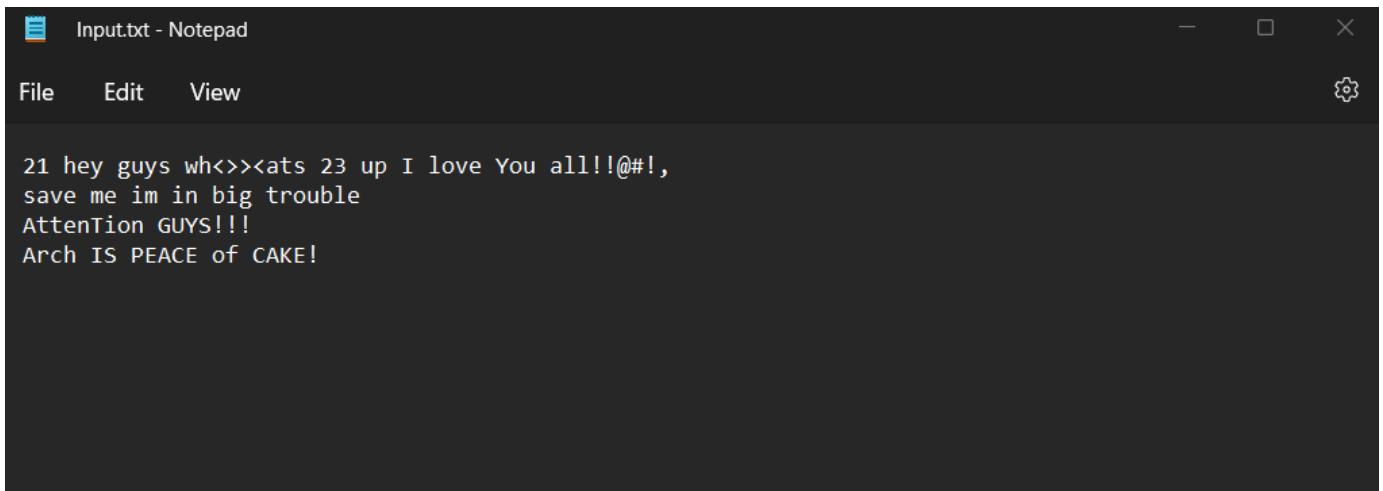 Input.txt - Notepad
File Edit View
21 hey guys wh<>><ats 23 up I love You all!!@#!,
save me im in big trouble
AttenTion GUYS!!!
Arch IS PEACE of CAKE!